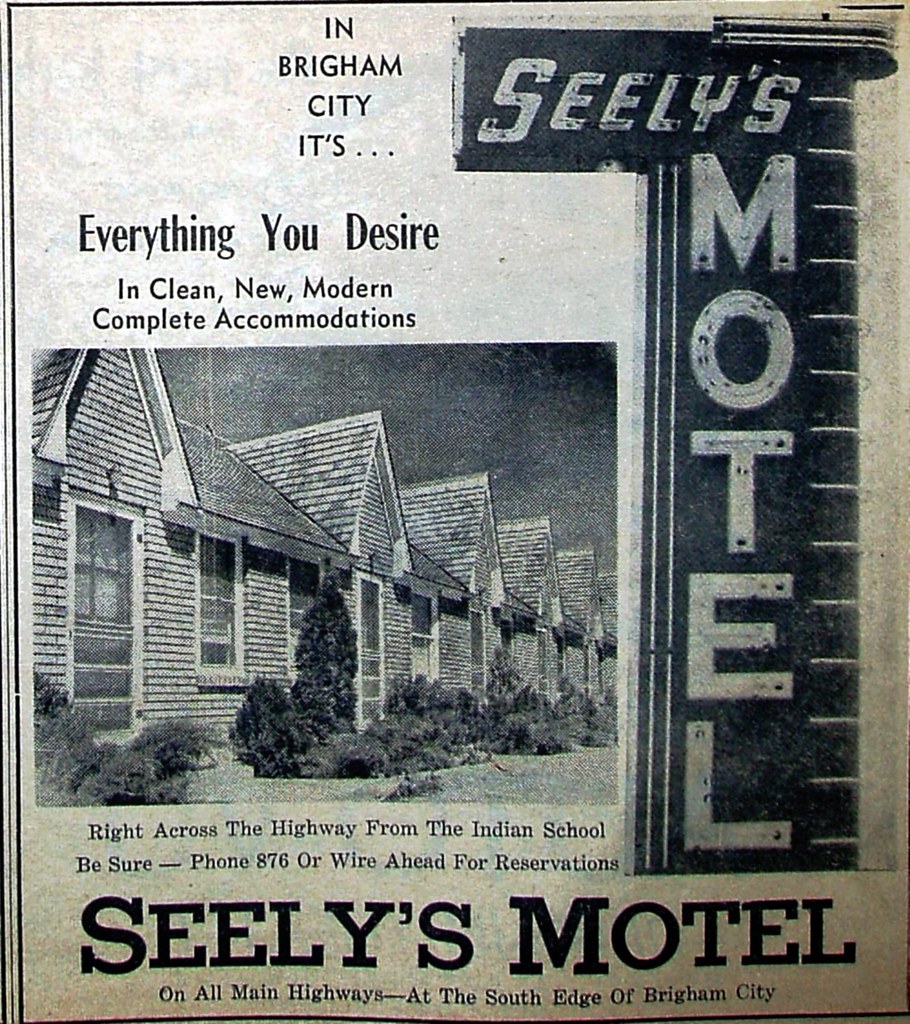 IN
BRIGHAM
CITY
IT'S . . .
Everything You Desire
In Clean, New, Modern
Complete Accommodations
SEELY'S
MOTEL
Right Across The Highway From The Indian School
Be Sure — Phone 876 Or Wire Ahead For Reservations
SEELY'S MOTEL
On All Main Highways—At The South Edge Of Brigham City